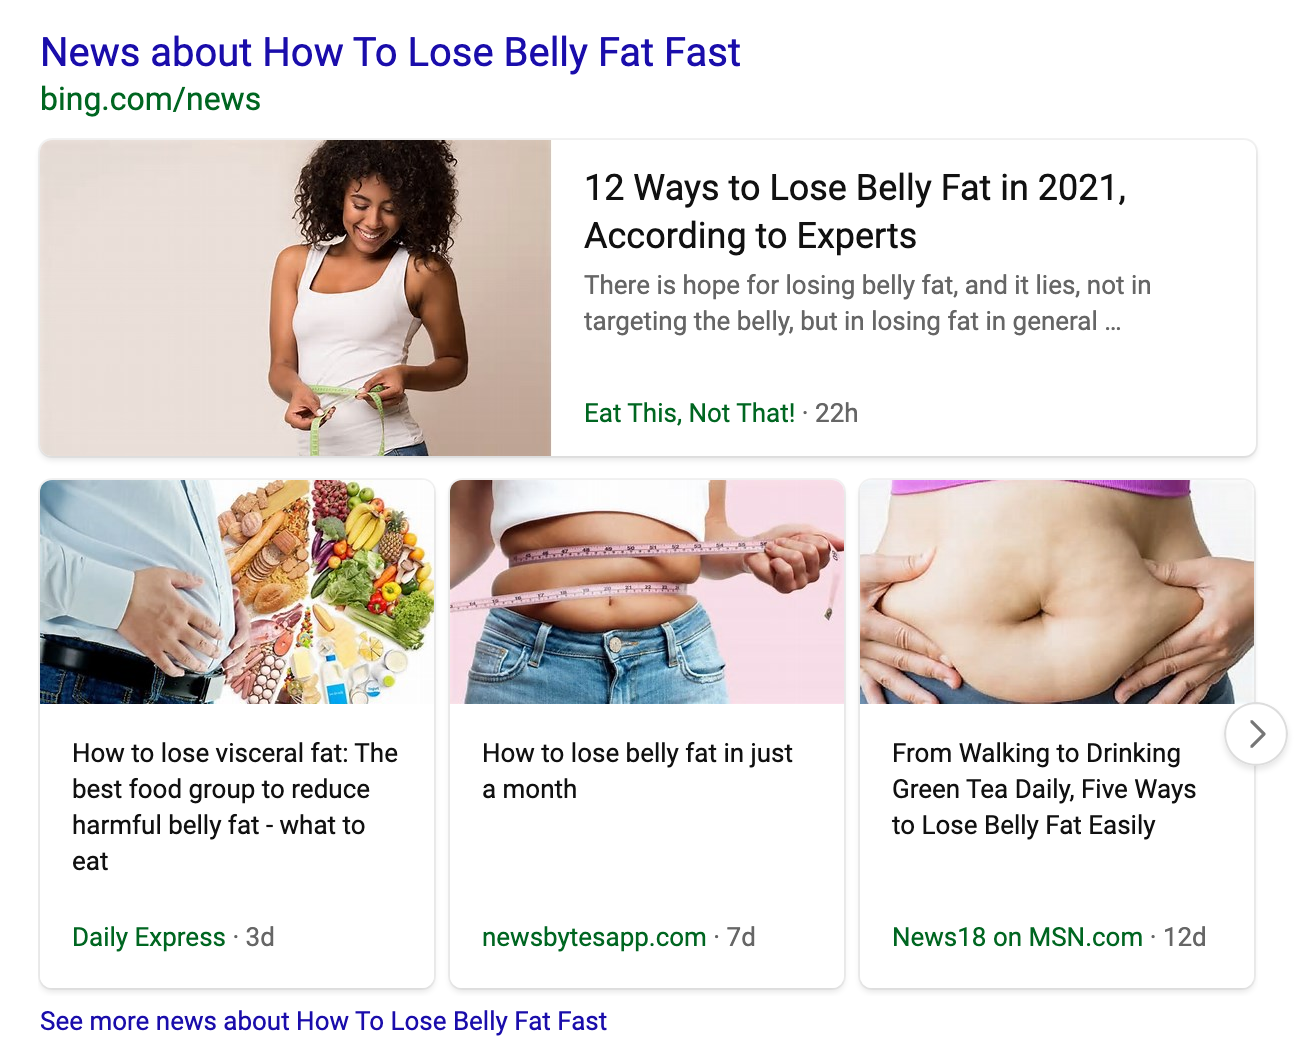 News about How To Lose Belly Fat Fast
bing.com/news
12 Ways to Lose Belly Fat in 2021,
According to Experts
There is hope for losing belly fat, and it lies, not in
targeting the belly, but in losing fat in general ...
Eat This, Not That! · 22h
How to lose visceral fat: The
best food group to reduce
harmful belly fat - what to
eat
Daily Express · 3d
How to lose belly fat in just
a month
newsbytesapp.com · 7d
From Walking to Drinking
Green Tea Daily, Five Ways
to Lose Belly Fat Easily
News18 on MSN.com · 12d
See more news about How To Lose Belly Fat Fast